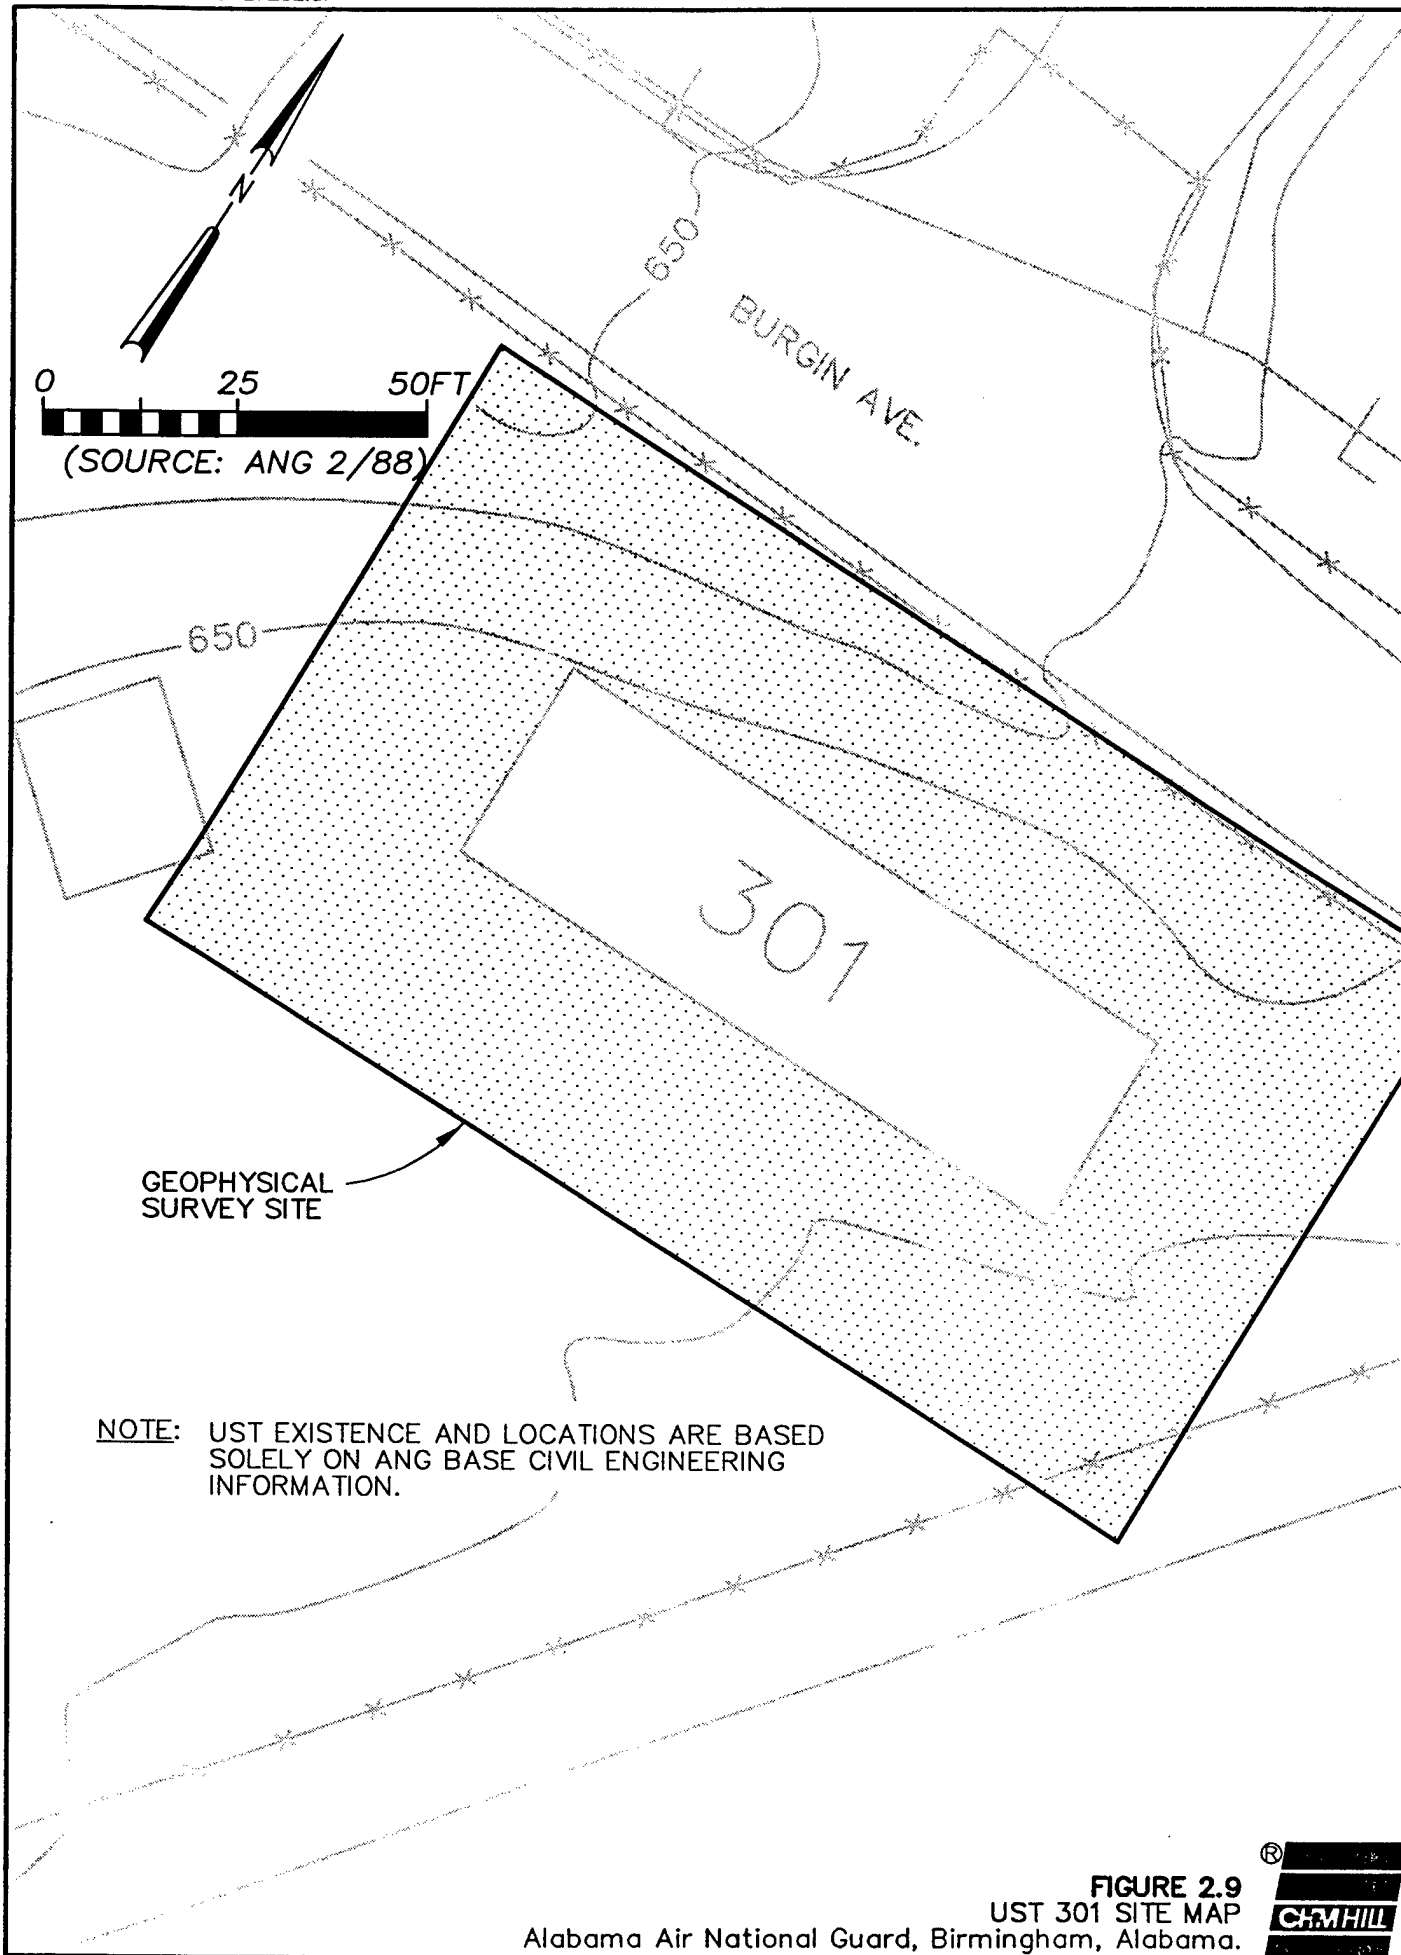 N
0 25 50FT
(SOURCE: ANG 2/88)
650
BURGIN AVE.
650
301
GEOPHYSICAL
SURVEY SITE
NOTE: UST EXISTENCE AND LOCATIONS ARE BASED
SOLELY ON ANG BASE CIVIL ENGINEERING
INFORMATION.
®
FIGURE 2.9
UST 301 SITE MAP
CH2MHILL
Alabama Air National Guard, Birmingham, Alabama.